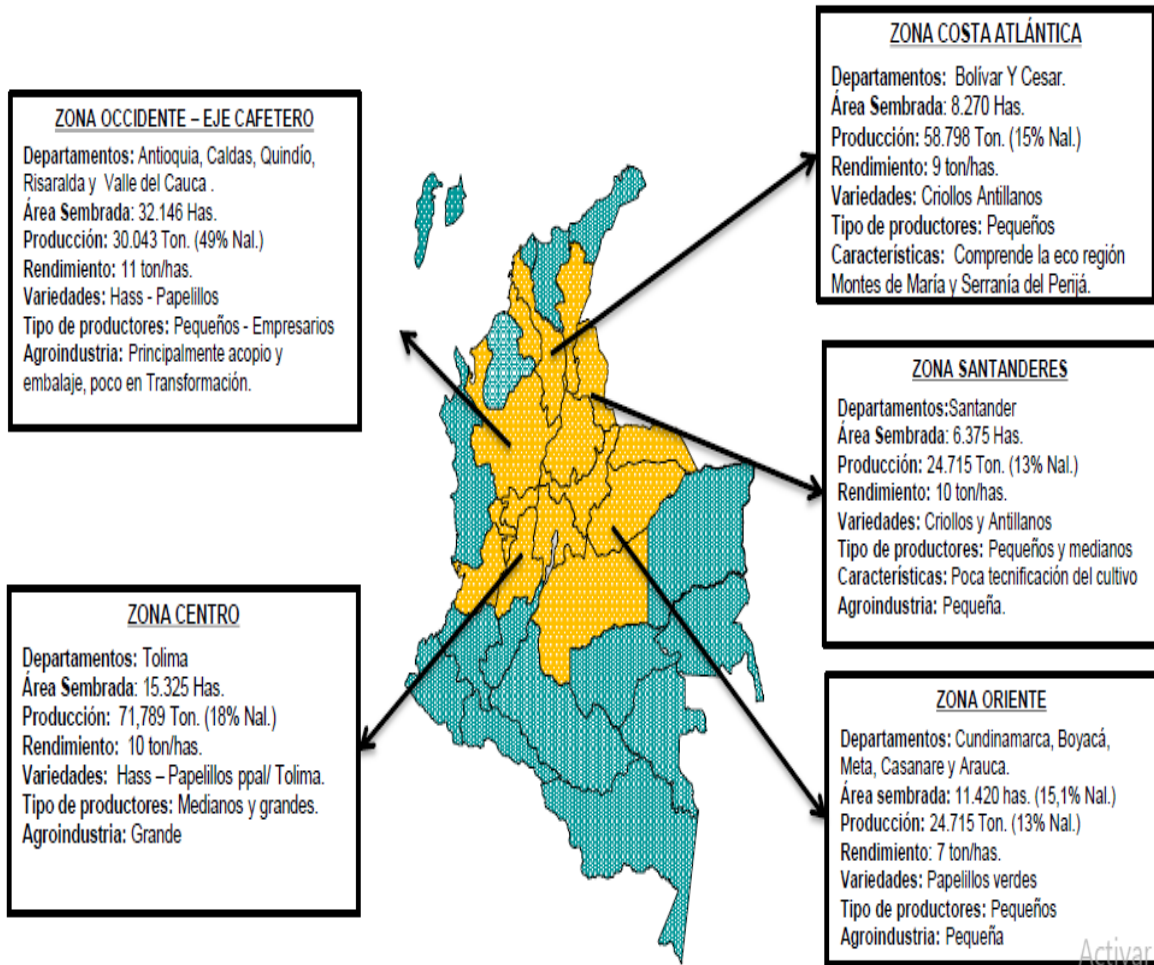 ZONA OCCIDENTE – EJE CAFETERO
Departamentos: Antioquia, Caldas, Quindío,
Risaralda y Valle del Cauca .
Área Sembrada: 32.146 Has.
Producción: 30.043 Ton. (49% Nal.)
Rendimiento: 11 ton/has.
Variedades: Hass - Papelillos
Tipo de productores: Pequeños - Empresarios
Agroindustria: Principalmente acopio y
embalaje, poco en Transformación.
ZONA CENTRO
Departamentos: Tolima
Área Sembrada: 15.325 Has.
Producción: 71,789 Ton. (18% Nal.)
Rendimiento: 10 ton/has.
Variedades: Hass – Papelillos ppal/ Tolima.
Tipo de productores: Medianos y grandes.
Agroindustria: Grande
ZONA COSTA ATLÁNTICA
Departamentos: Bolívar Y Cesar.
Área Sembrada: 8.270 Has.
Producción: 58.798 Ton. (15% Nal.)
Rendimiento: 9 ton/has.
Variedades: Criollos Antillanos
Tipo de productores: Pequeños
Características: Comprende la eco región
Montes de María y Serranía del Perijá.
ZONA SANTANDERES
Departamentos:Santander
Área Sembrada: 6.375 Has.
Producción: 24.715 Ton. (13% Nal.)
Rendimiento: 10 ton/has.
Variedades: Criollos y Antillanos
Tipo de productores: Pequeños y medianos
Características: Poca tecnificación del cultivo
Agroindustria: Pequeña.
ZONA ORIENTE
Departamentos: Cundinamarca, Boyacá,
Meta, Casanare y Arauca.
Área sembrada: 11.420 has. (15,1% Nal.)
Producción: 24.715 Ton. (13% Nal.)
Rendimiento: 7 ton/has.
Variedades: Papelillos verdes
Tipo de productores: Pequeños
Agroindustria: Pequeña
Activar